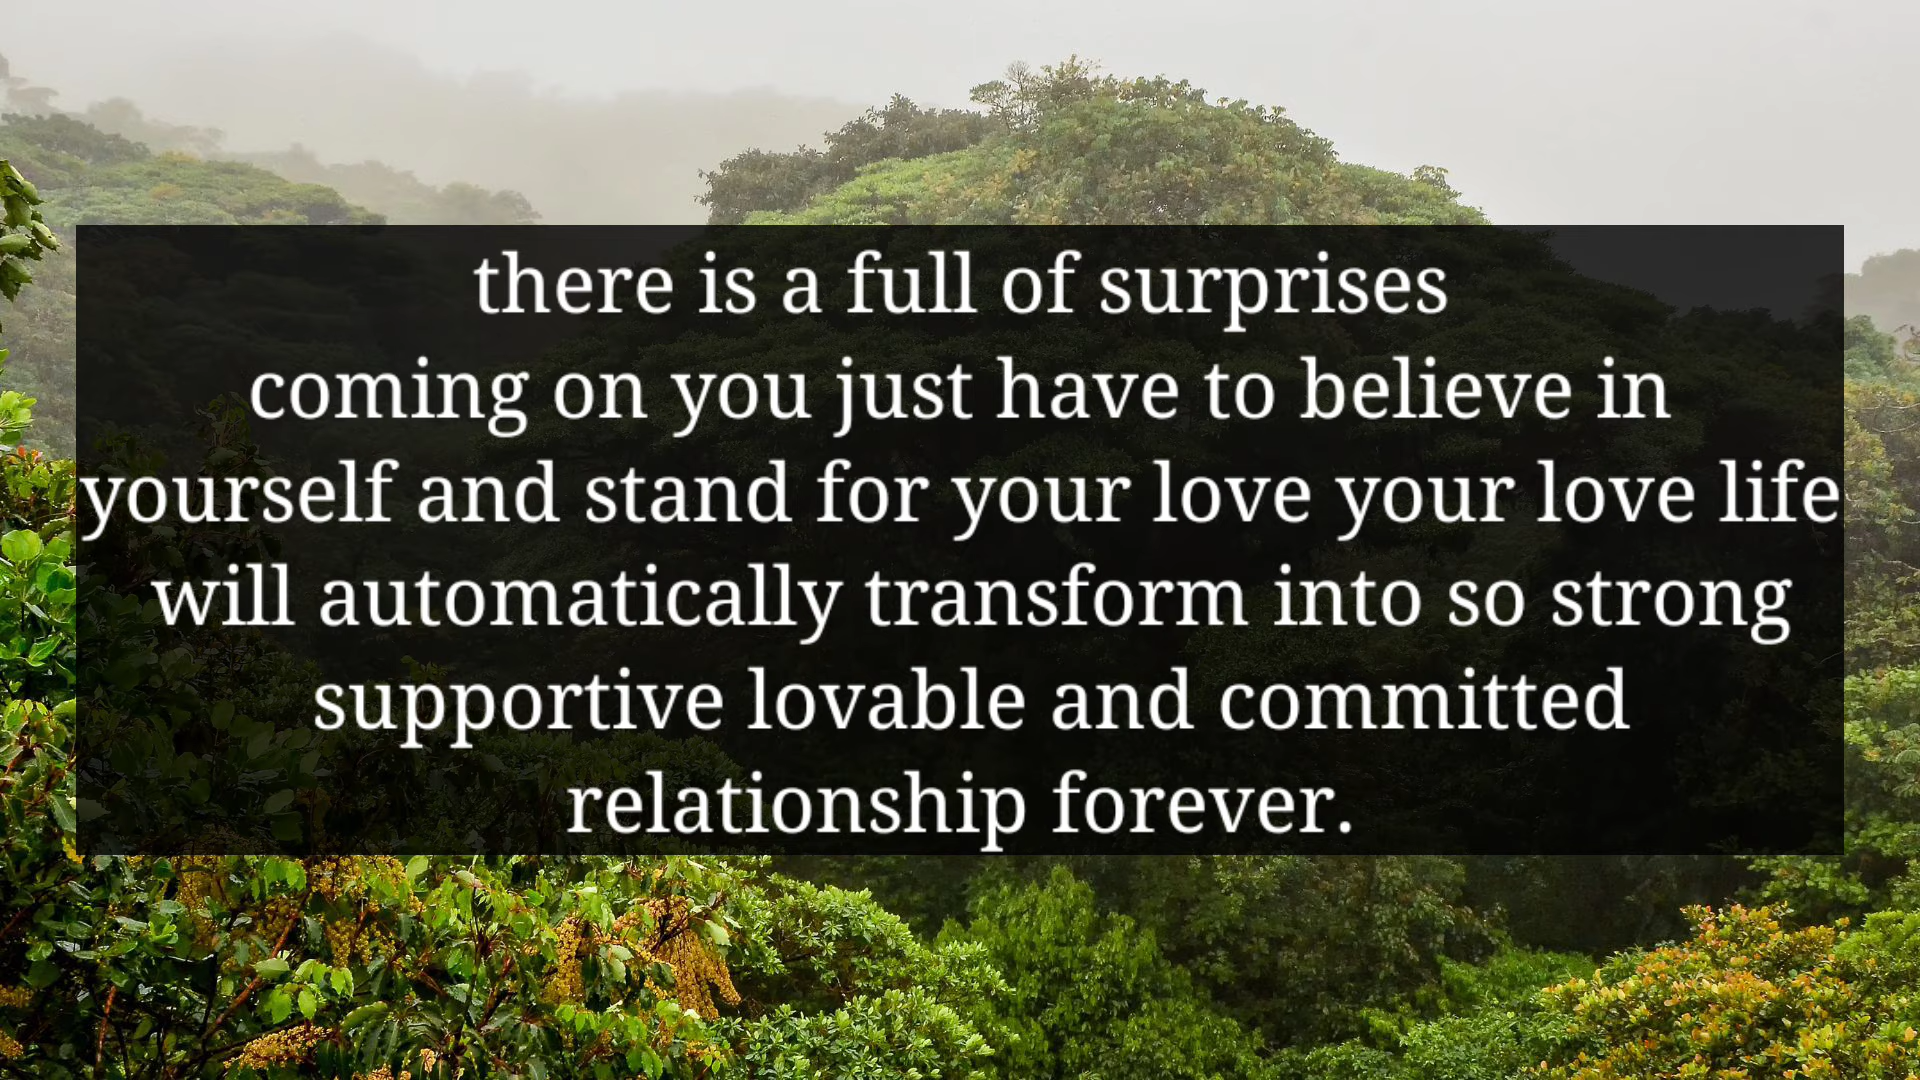 there is a full of surprises
coming on you just have to believe in
yourself and stand for your love your love life
will automatically transform into so strong
supportive lovable and committed
relationship forever.